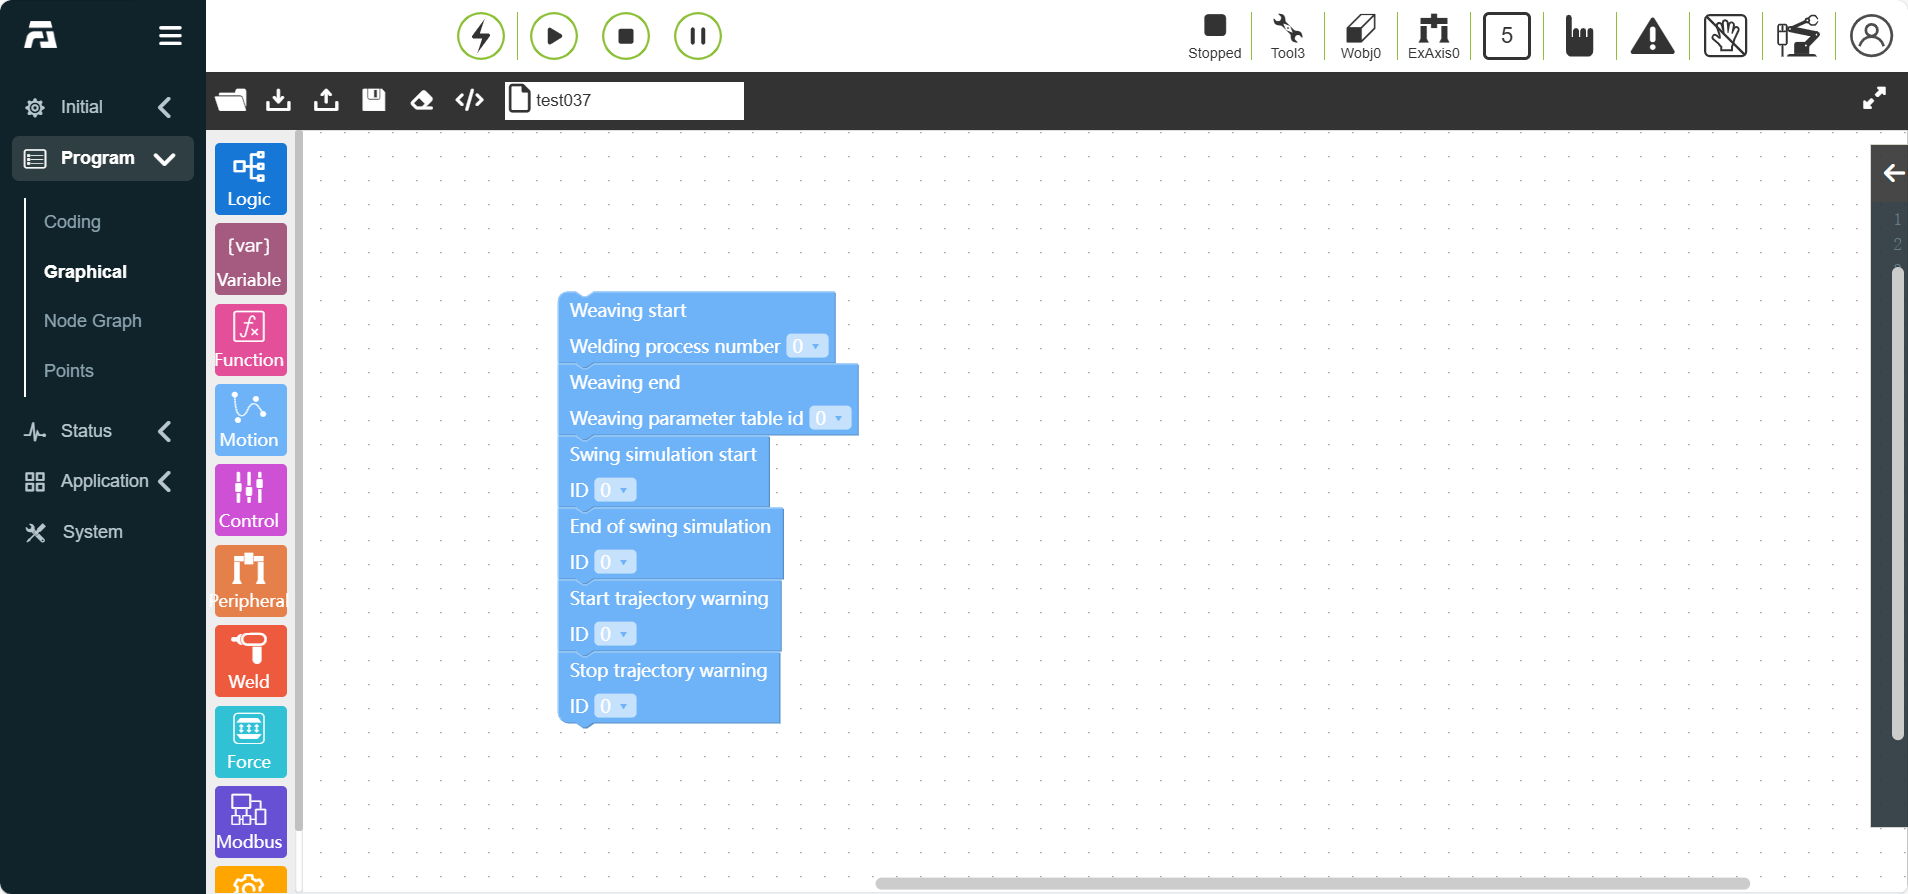 Stopped
Tool3
Wobj0
ExAxis0
5
test037
Initial
Program
Coding
Graphical
Node Graph
Points
Status
Application
System
Logic
{var}
Variable
fx
Function
Motion
Control
Peripheral
Weld
Force
Modbus
Weaving start
Welding process number 0
Weaving end
Weaving parameter table id 0
Swing simulation start
ID 0
End of swing simulation
ID 0
Start trajectory warning
ID 0
Stop trajectory warning
ID 0
1
2